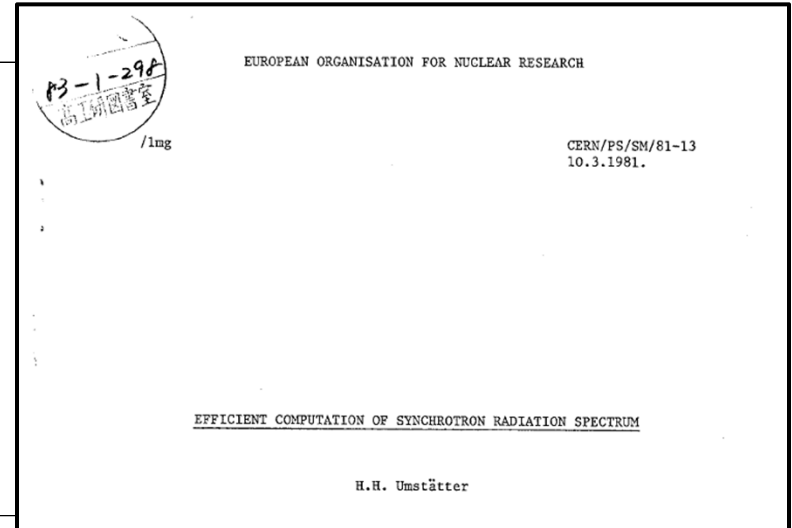 EUROPEAN ORGANISATION FOR NUCLEAR RESEARCH
83-1-298
高工研図書室
/lmg
CERN/PS/SM/81-13
10.3.1981.
EFFICIENT COMPUTATION OF SYNCHROTRON RADIATION SPECTRUM
H.H. Umstätter